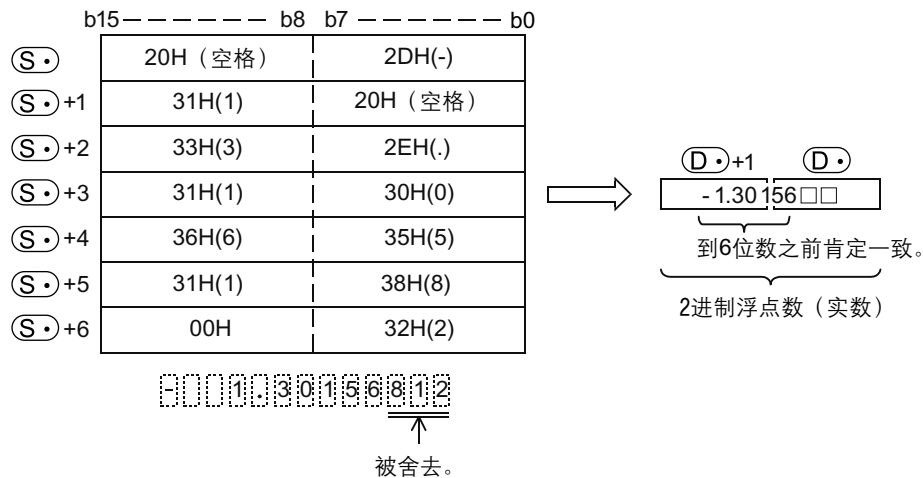 b15—————b8 b7—————b0
S・ 20H（空格） 2DH(-)
S・+1 31H(1) 20H（空格）
S・+2 33H(3) 2EH(.)
S・+3 31H(1) 30H(0)
S・+4 36H(6) 35H(5)
S・+5 31H(1) 38H(8)
S・+6 00H 32H(2)
- 1.30156812
被舍去。
D・+1 D・
-1.30156□□
到6位数之前肯定一致。
2进制浮点数（实数）